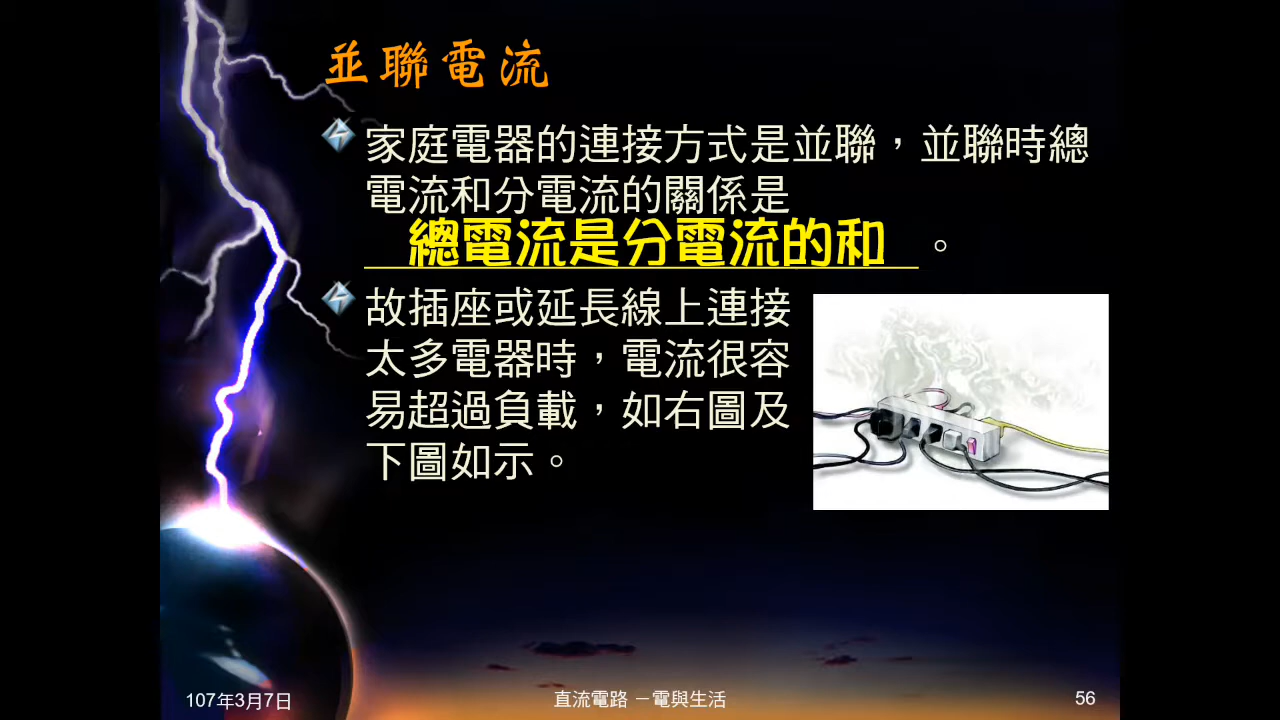 並聯電流
家庭電器的連接方式是並聯，並聯時總
電流和分電流的關係是
總電流是分電流的和。
故插座或延長線上連接
太多電器時，電流很容
易超過負載，如右圖及
下圖如示。
107年3月7日
直流電路 －電與生活
56